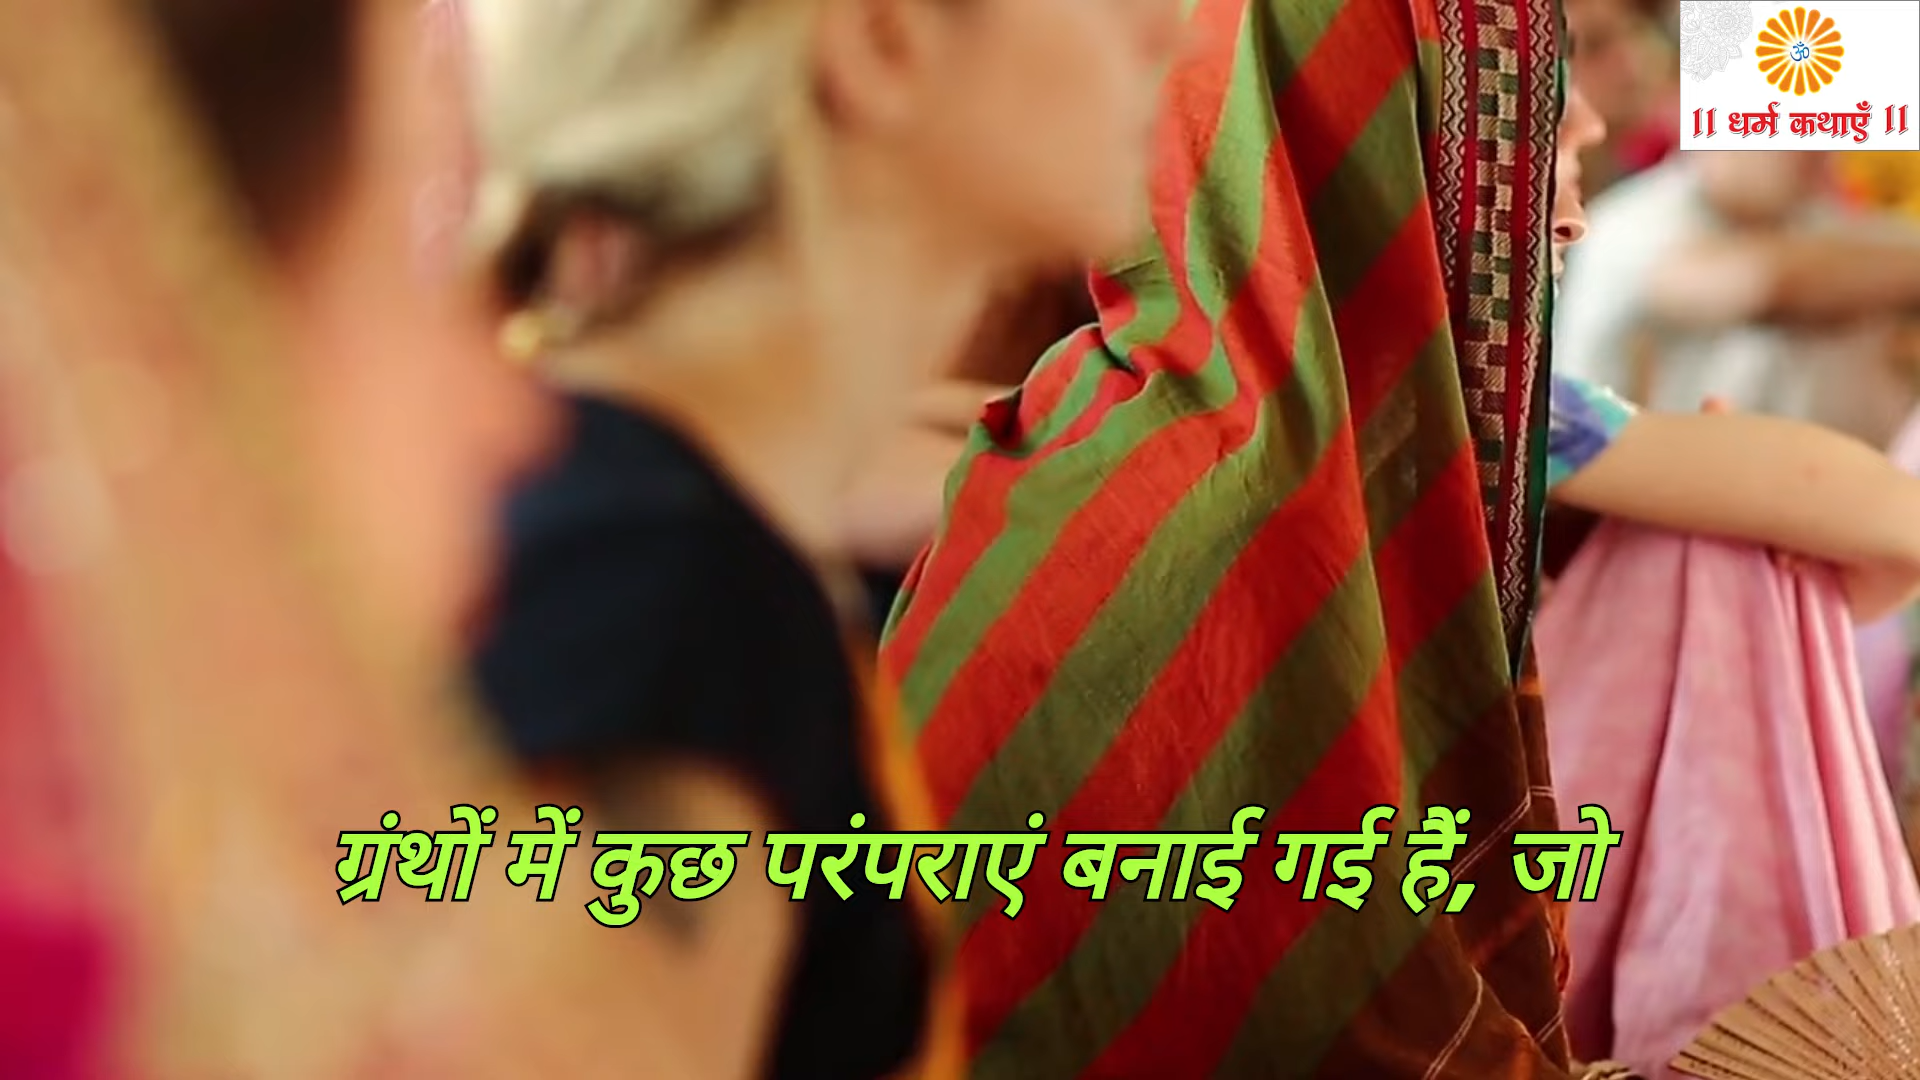 ॐ
।। धर्म कथाएँ ।।
ग्रंथों में कुछ परंपराएं बनाई गई हैं, जो